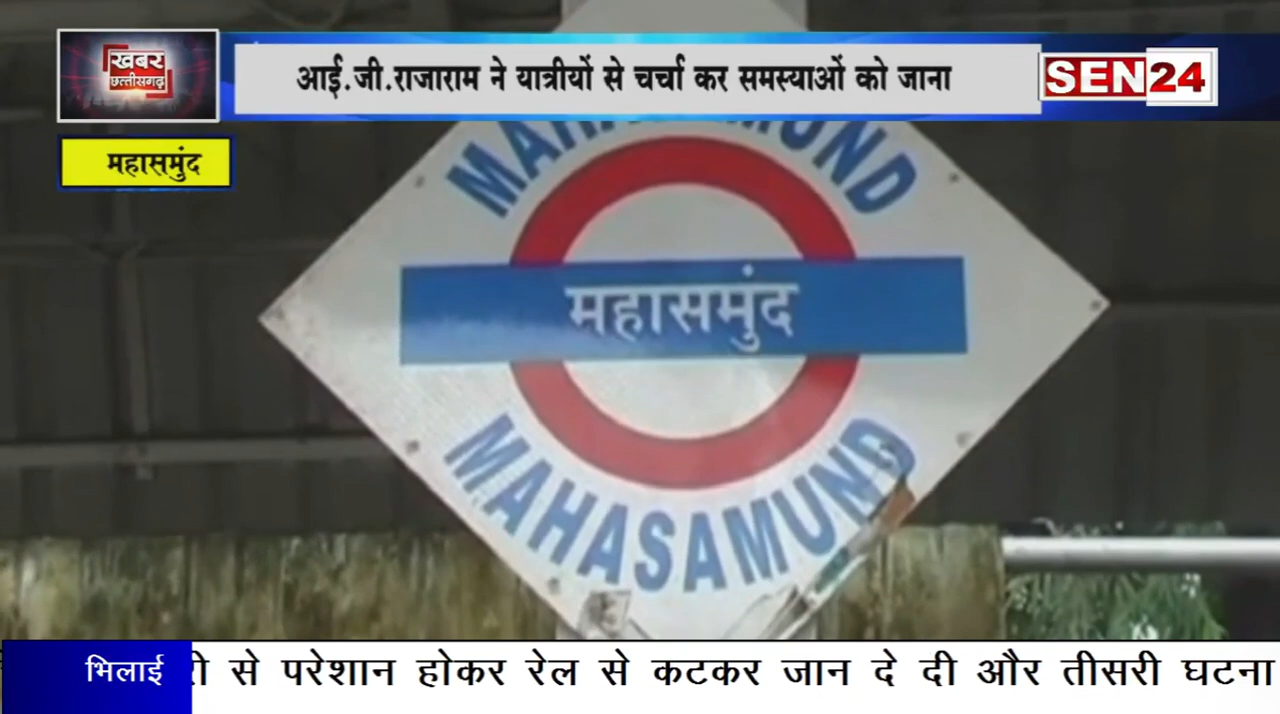 खबर
छत्तीसगढ़
आई.जी.राजाराम ने यात्रीयों से चर्चा कर समस्याओं को जाना
SEN24
महासमुंद
महासमुंद
MAHASAMUND
भिलाई
से परेशान होकर रेल से कटकर जान दे दी और तीसरी घटना